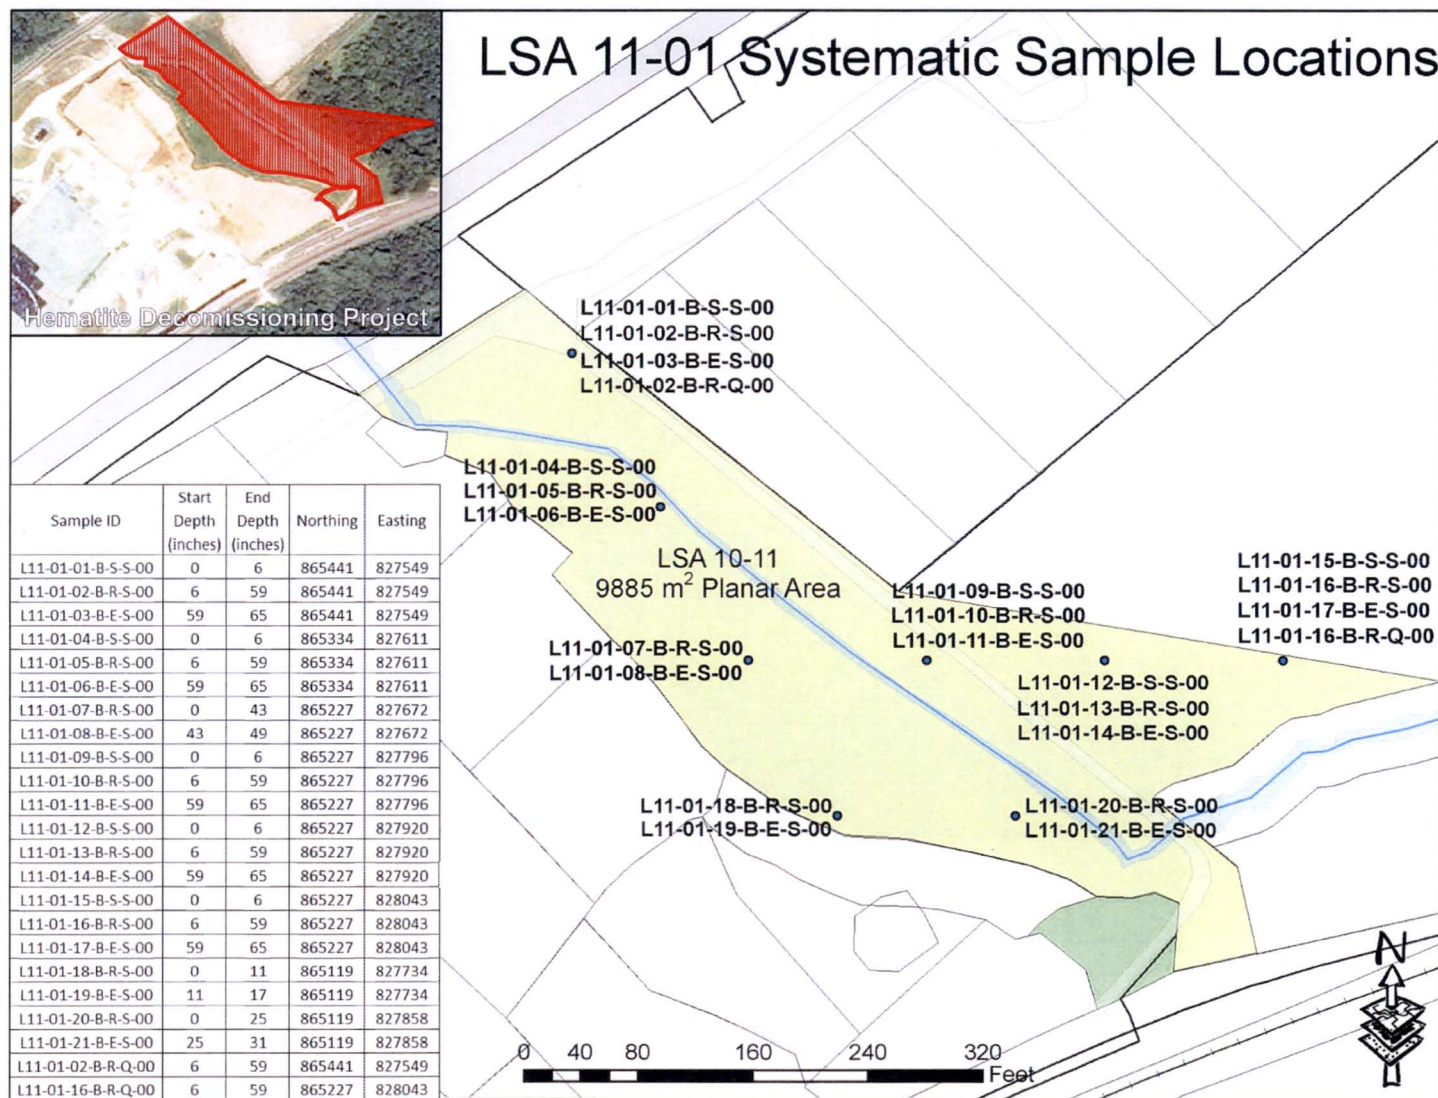 LSA 11-01 Systematic Sample Locations
Hematite Decomissioning Project
L11-01-01-B-S-S-00
L11-01-02-B-R-S-00
L11-01-03-B-E-S-00
L11-01-02-B-R-Q-00
L11-01-04-B-S-S-00
L11-01-05-B-R-S-00
L11-01-06-B-E-S-00
LSA 10-11
9885 m² Planar Area
L11-01-09-B-S-S-00
L11-01-10-B-R-S-00
L11-01-11-B-E-S-00
L11-01-15-B-S-S-00
L11-01-16-B-R-S-00
L11-01-17-B-E-S-00
L11-01-16-B-R-Q-00
L11-01-07-B-R-S-00
L11-01-08-B-E-S-00
L11-01-12-B-S-S-00
L11-01-13-B-R-S-00
L11-01-14-B-E-S-00
L11-01-18-B-R-S-00
L11-01-19-B-E-S-00
L11-01-20-B-R-S-00
L11-01-21-B-E-S-00
Sample ID Start Depth (inches) End Depth (inches) Northing Easting
L11-01-01-B-S-S-00 0 6 865441 827549
L11-01-02-B-R-S-00 6 59 865441 827549
L11-01-03-B-E-S-00 59 65 865441 827549
L11-01-04-B-S-S-00 0 6 865334 827611
L11-01-05-B-R-S-00 6 59 865334 827611
L11-01-06-B-E-S-00 59 65 865334 827611
L11-01-07-B-R-S-00 0 43 865227 827672
L11-01-08-B-E-S-00 43 49 865227 827672
L11-01-09-B-S-S-00 0 6 865227 827796
L11-01-10-B-R-S-00 6 59 865227 827796
L11-01-11-B-E-S-00 59 65 865227 827796
L11-01-12-B-S-S-00 0 6 865227 827920
L11-01-13-B-R-S-00 6 59 865227 827920
L11-01-14-B-E-S-00 59 65 865227 827920
L11-01-15-B-S-S-00 0 6 865227 828043
L11-01-16-B-R-S-00 6 59 865227 828043
L11-01-17-B-E-S-00 59 65 865227 828043
L11-01-18-B-R-S-00 0 11 865119 827734
L11-01-19-B-E-S-00 11 17 865119 827734
L11-01-20-B-R-S-00 0 25 865119 827858
L11-01-21-B-E-S-00 25 31 865119 827858
L11-01-02-B-R-Q-00 6 59 865441 827549
L11-01-16-B-R-Q-00 6 59 865227 828043
0 40 80 160 240 320
Feet
N